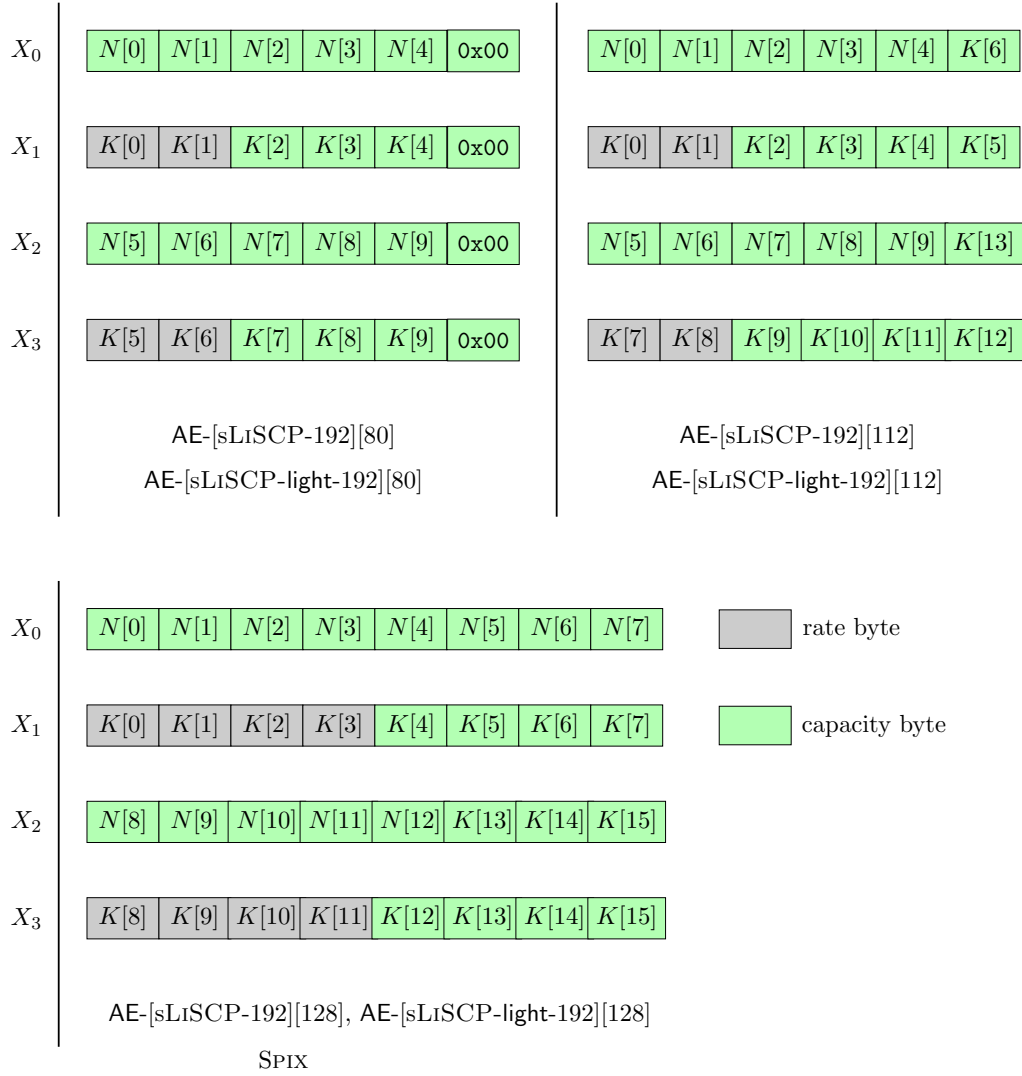 X₀ N[0] N[1] N[2] N[3] N[4] 0x00 N[0] N[1] N[2] N[3] N[4] K[6]
X₁ K[0] K[1] K[2] K[3] K[4] 0x00 K[0] K[1] K[2] K[3] K[4] K[5]
X₂ N[5] N[6] N[7] N[8] N[9] 0x00 N[5] N[6] N[7] N[8] N[9] K[13]
X₃ K[5] K[6] K[7] K[8] K[9] 0x00 K[7] K[8] K[9] K[10] K[11] K[12]
AE-[sLiSCP-192][80] AE-[sLiSCP-192][112]
AE-[sLiSCP-light-192][80] AE-[sLiSCP-light-192][112]
X₀ N[0] N[1] N[2] N[3] N[4] N[5] N[6] N[7] rate byte
X₁ K[0] K[1] K[2] K[3] K[4] K[5] K[6] K[7] capacity byte
X₂ N[8] N[9] N[10] N[11] N[12] K[13] K[14] K[15]
X₃ K[8] K[9] K[10] K[11] K[12] K[13] K[14] K[15]
AE-[sLiSCP-192][128], AE-[sLiSCP-light-192][128]
Spix